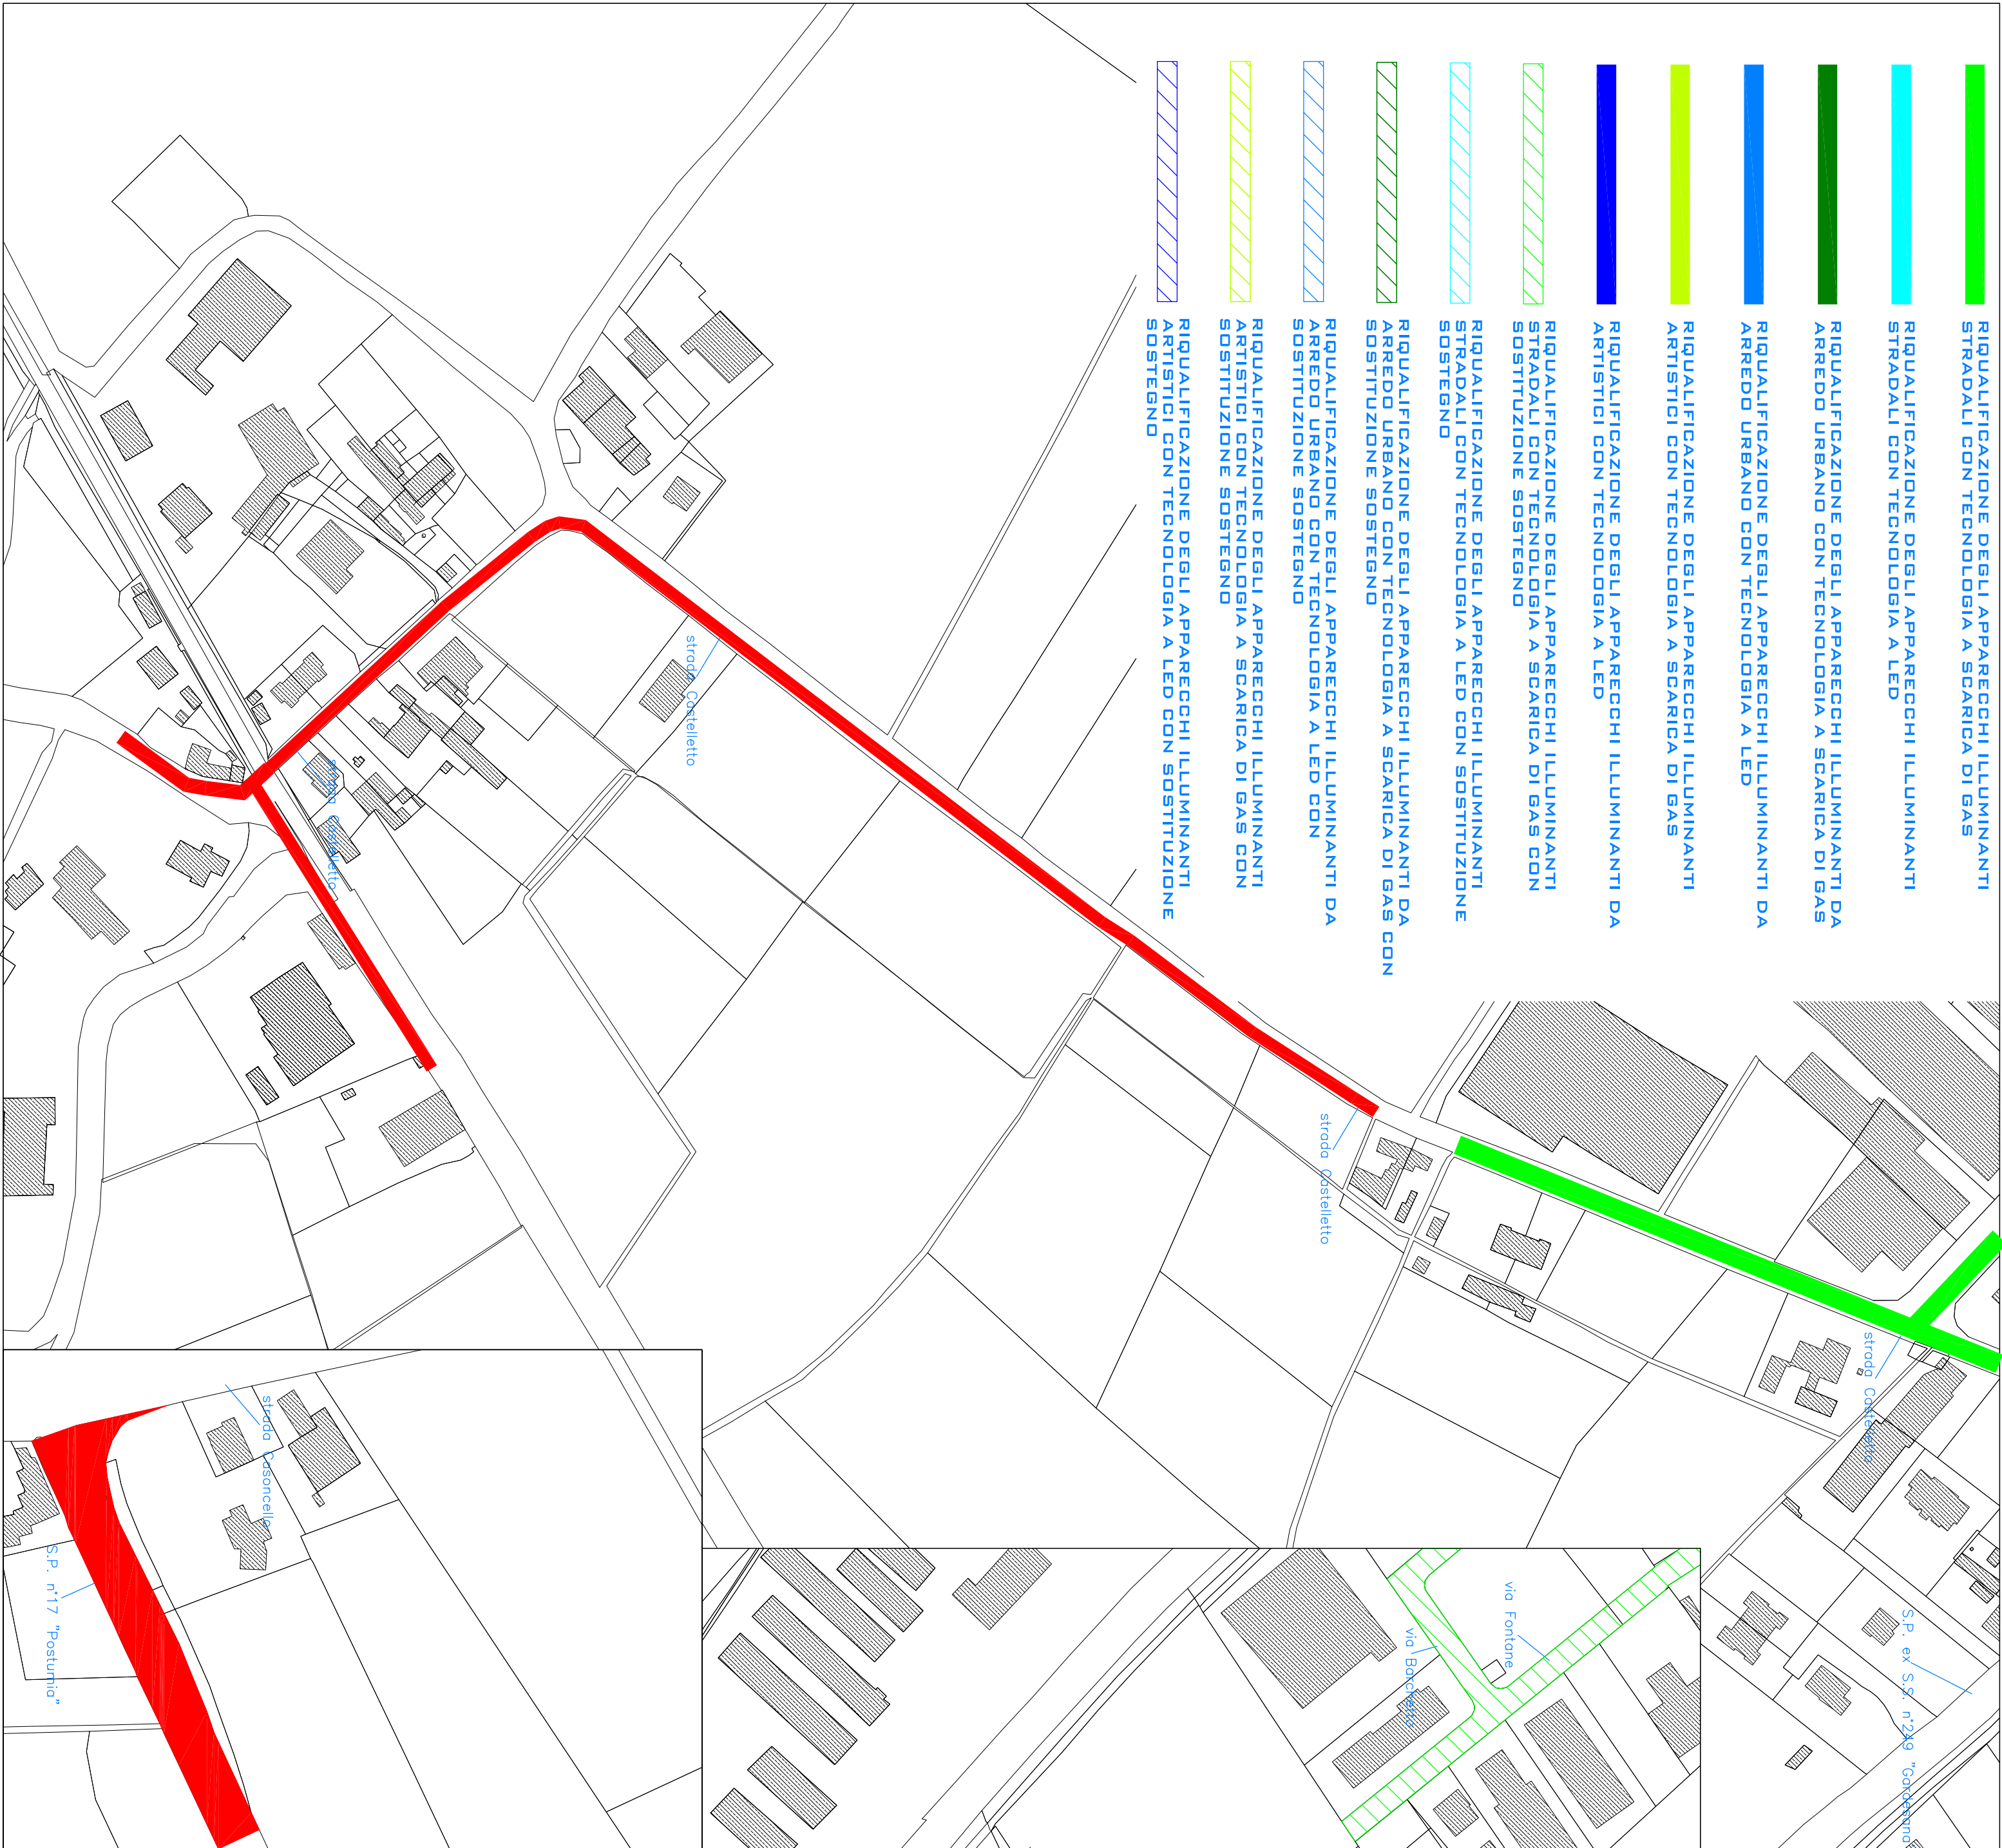 RIQUALIFICAZIONE DEGLI APPARECCHI ILLUMINANTI
STRADALI CON TECNOLOGIA A SCARICA DI GAS
RIQUALIFICAZIONE DEGLI APPARECCHI ILLUMINANTI
STRADALI CON TECNOLOGIA A LED
RIQUALIFICAZIONE DEGLI APPARECCHI ILLUMINANTI DA
ARREDO URBANO CON TECNOLOGIA A SCARICA DI GAS
RIQUALIFICAZIONE DEGLI APPARECCHI ILLUMINANTI DA
ARREDO URBANO CON TECNOLOGIA A LED
RIQUALIFICAZIONE DEGLI APPARECCHI ILLUMINANTI
ARTISTICI CON TECNOLOGIA A SCARICA DI GAS
RIQUALIFICAZIONE DEGLI APPARECCHI ILLUMINANTI DA
ARTISTICI CON TECNOLOGIA A LED
RIQUALIFICAZIONE DEGLI APPARECCHI ILLUMINANTI
STRADALI CON TECNOLOGIA A SCARICA DI GAS CON
SOSTITUZIONE SOSTEGNO
RIQUALIFICAZIONE DEGLI APPARECCHI ILLUMINANTI
STRADALI CON TECNOLOGIA A LED CON SOSTITUZIONE
SOSTEGNO
RIQUALIFICAZIONE DEGLI APPARECCHI ILLUMINANTI DA
ARREDO URBANO CON TECNOLOGIA A SCARICA DI GAS CON
SOSTITUZIONE SOSTEGNO
RIQUALIFICAZIONE DEGLI APPARECCHI ILLUMINANTI DA
ARREDO URBANO CON TECNOLOGIA A LED CON
SOSTITUZIONE SOSTEGNO
RIQUALIFICAZIONE DEGLI APPARECCHI ILLUMINANTI
ARTISTICI CON TECNOLOGIA A SCARICA DI GAS CON
SOSTITUZIONE SOSTEGNO
RIQUALIFICAZIONE DEGLI APPARECCHI ILLUMINANTI
ARTISTICI CON TECNOLOGIA A LED CON SOSTITUZIONE
SOSTEGNO
strada Castelletto
strada Castelletto
strada Castelletto
strada Castelletto
S.P. ex S.S. n°249 "Gardesana
via Fontane
via Barchetto
strada Casoncello
S.P. n°17 "Postumia"